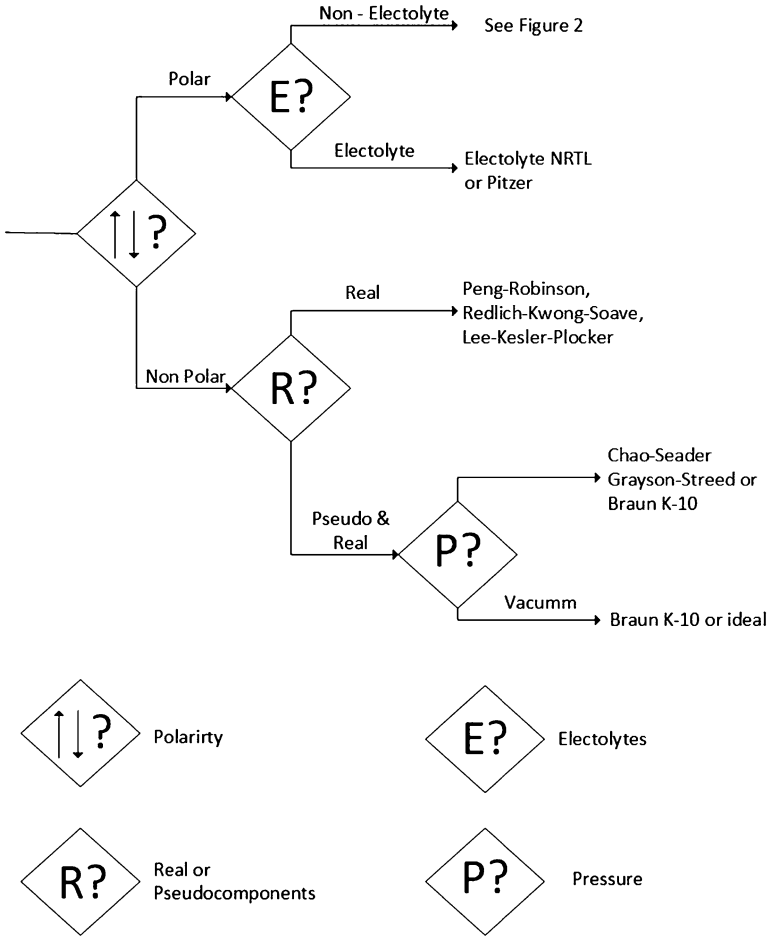 Non - Electolyte
See Figure 2
Polar
E?
Electolyte
Electolyte NRTL
or Pitzer
↑↓?
Real
Peng-Robinson,
Redlich-Kwong-Soave,
Lee-Kesler-Plocker
Non Polar
R?
Chao-Seader
Grayson-Streed or
Braun K-10
Pseudo &
Real
P?
Vacumm
Braun K-10 or ideal
↑↓?
Polarirty
E?
Electolytes
R?
Real or
Pseudocomponents
P?
Pressure